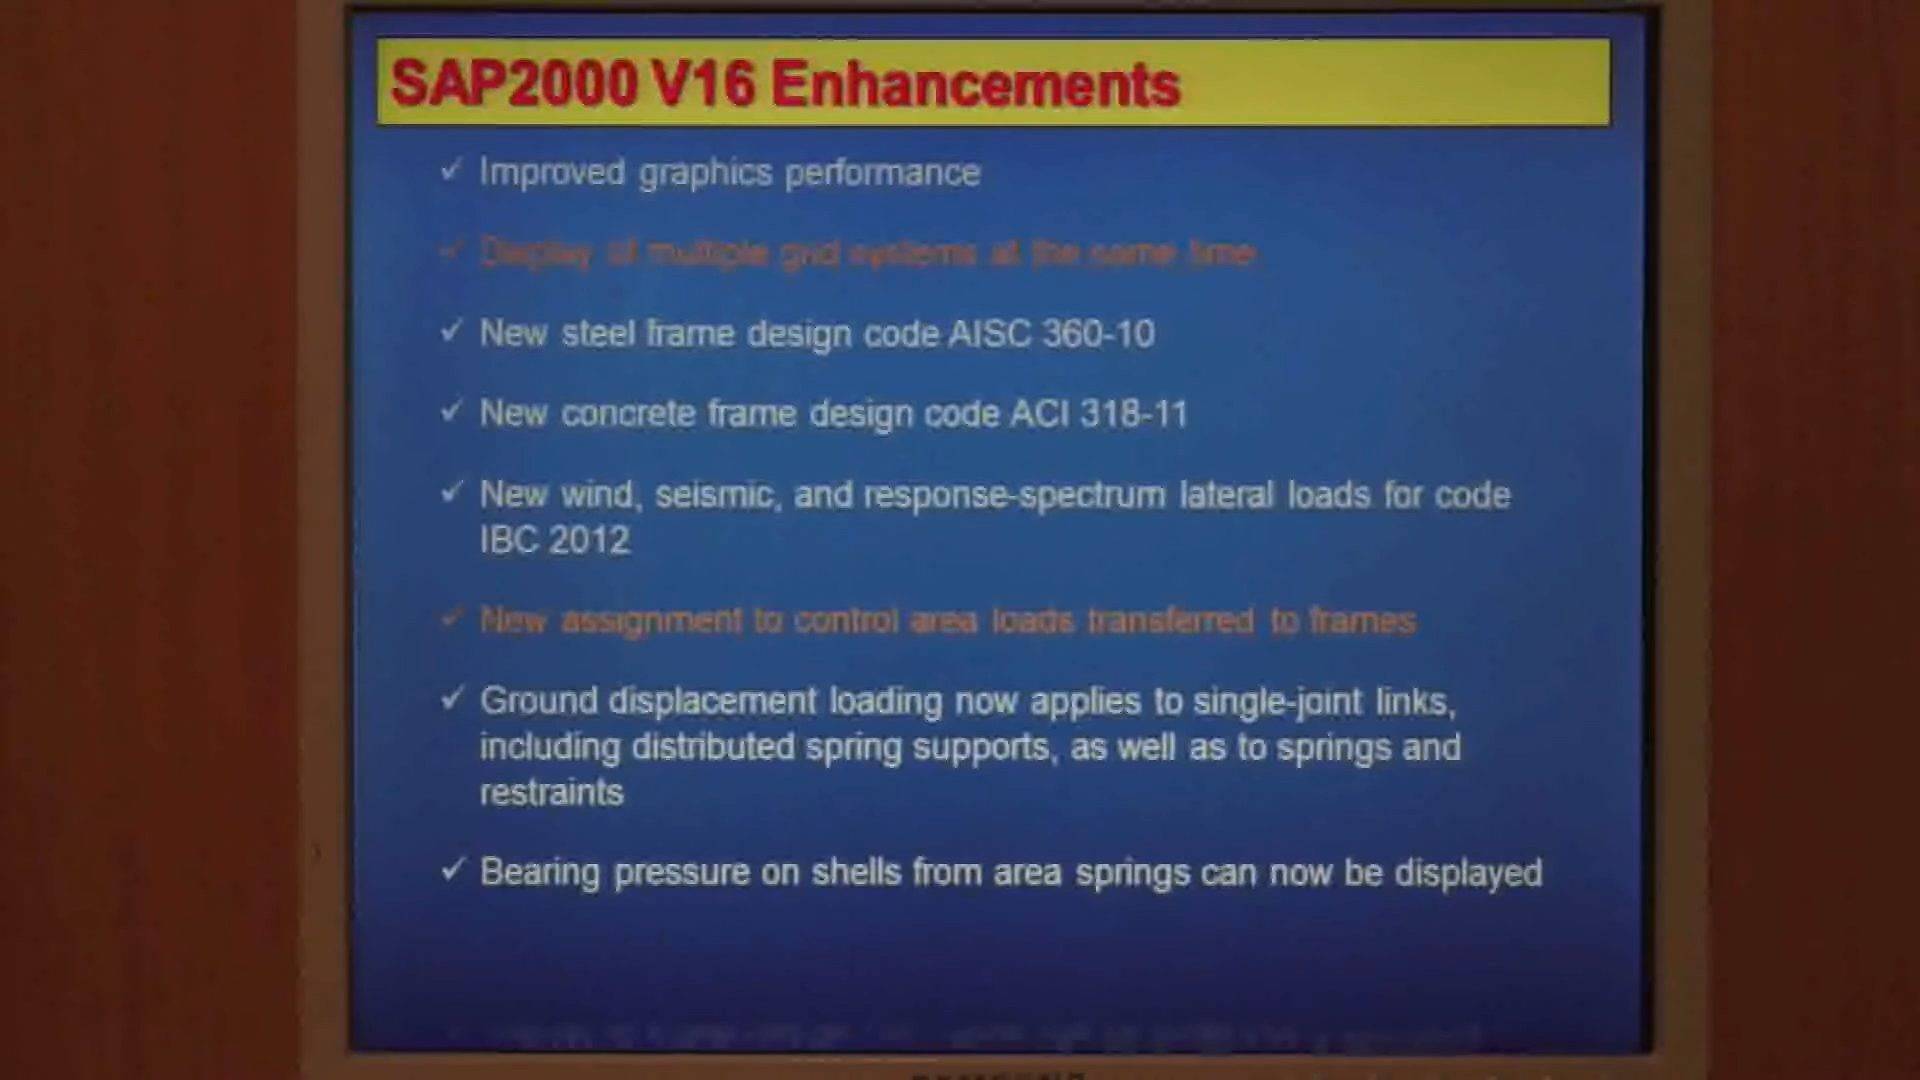 SAP2000 V16 Enhancements
✓ Improved graphics performance
✓ Display of multiple grid systems at the same time
✓ New steel frame design code AISC 360-10
✓ New concrete frame design code ACI 318-11
✓ New wind, seismic, and response-spectrum lateral loads for code
IBC 2012
✓ New assignment to control area loads transferred to frames
✓ Ground displacement loading now applies to single-joint links,
including distributed spring supports, as well as to springs and
restraints
✓ Bearing pressure on shells from area springs can now be displayed